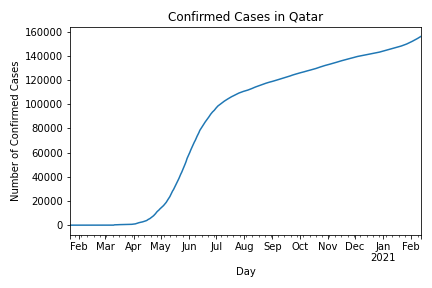 Confirmed Cases in Qatar
Number of Confirmed Cases
160000
140000
120000
100000
80000
60000
40000
20000
0
Feb Mar Apr May Jun Jul Aug Sep Oct Nov Dec Jan Feb
2021
Day